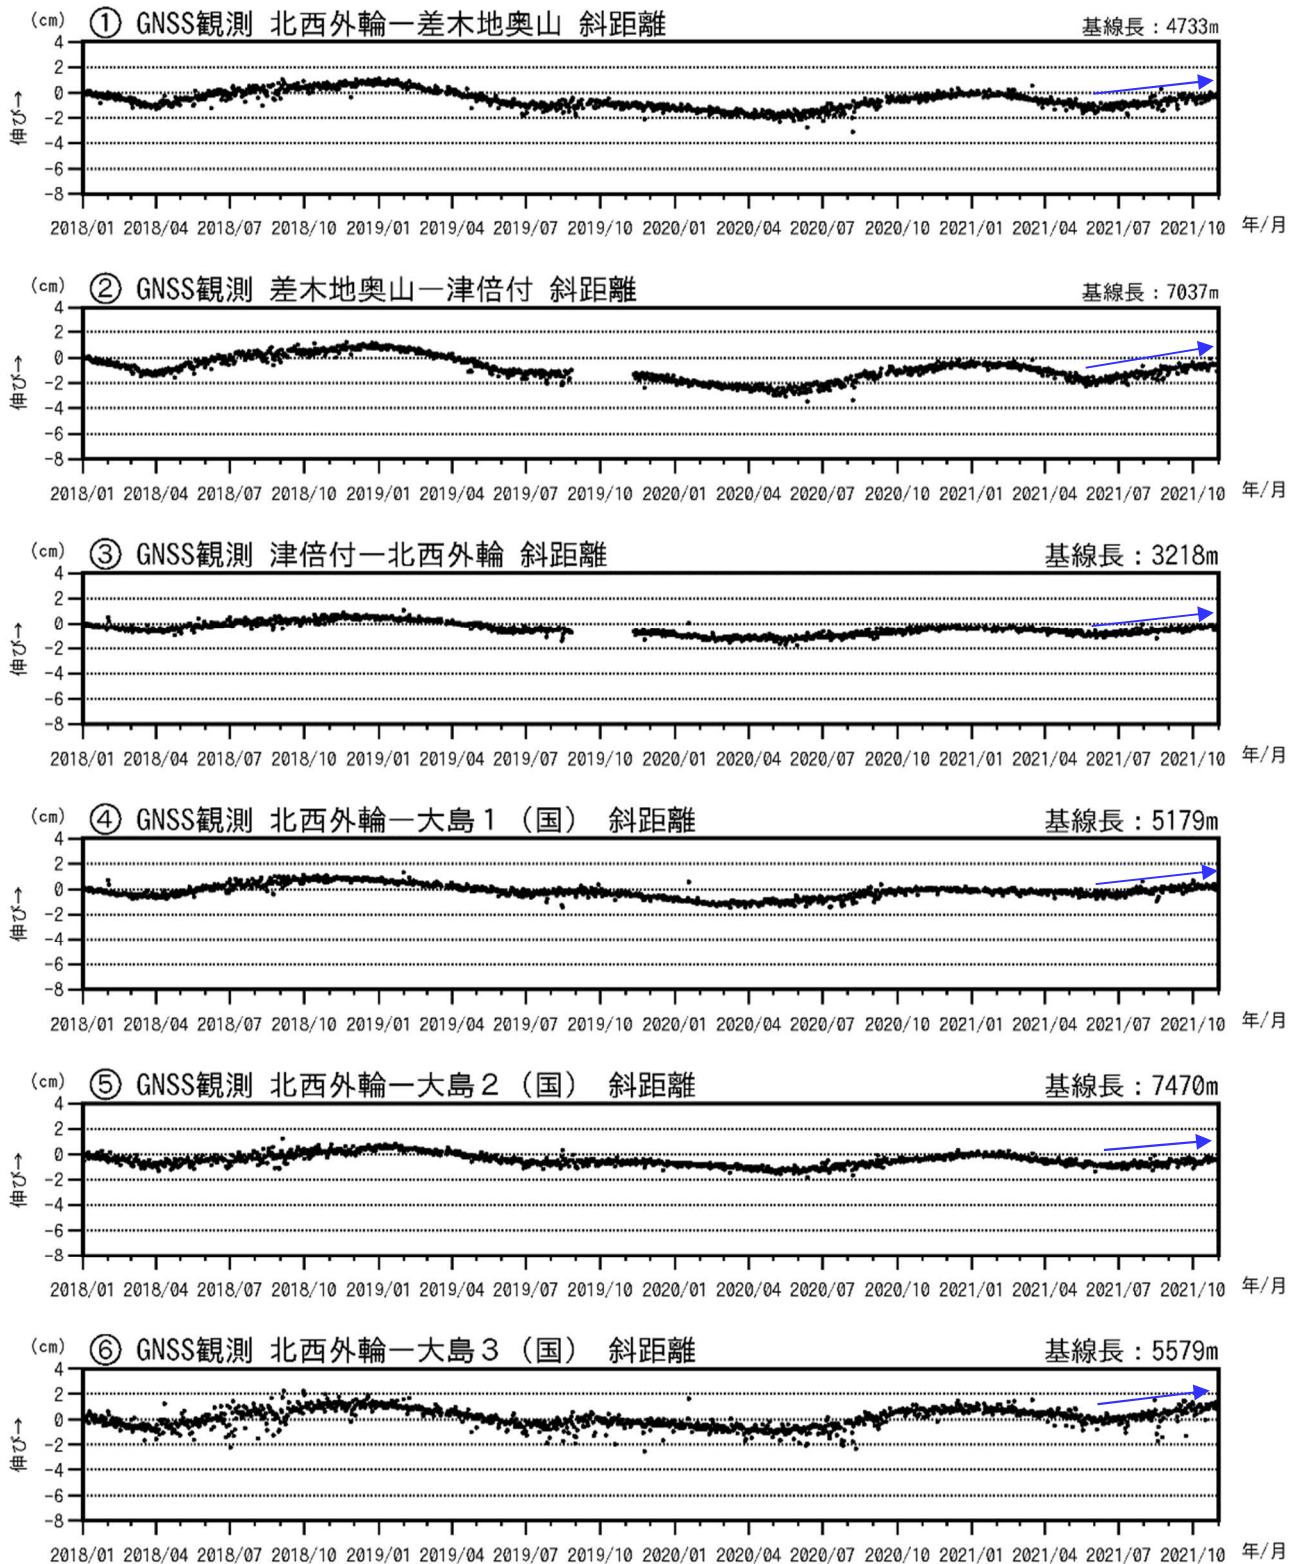 (cm) ① GNSS観測 北西外輪ー差木地奥山 斜距離 基線長：4733m
4
2
0
-2
-4
-6
-8
伸び→
2018/01 2018/04 2018/07 2018/10 2019/01 2019/04 2019/07 2019/10 2020/01 2020/04 2020/07 2020/10 2021/01 2021/04 2021/07 2021/10 年/月
(cm) ② GNSS観測 差木地奥山ー津倍付 斜距離 基線長：7037m
4
2
0
-2
-4
-6
-8
伸び→
2018/01 2018/04 2018/07 2018/10 2019/01 2019/04 2019/07 2019/10 2020/01 2020/04 2020/07 2020/10 2021/01 2021/04 2021/07 2021/10 年/月
(cm) ③ GNSS観測 津倍付ー北西外輪 斜距離 基線長：3218m
4
2
0
-2
-4
-6
-8
伸び→
2018/01 2018/04 2018/07 2018/10 2019/01 2019/04 2019/07 2019/10 2020/01 2020/04 2020/07 2020/10 2021/01 2021/04 2021/07 2021/10 年/月
(cm) ④ GNSS観測 北西外輪ー大島１（国） 斜距離 基線長：5179m
4
2
0
-2
-4
-6
-8
伸び→
2018/01 2018/04 2018/07 2018/10 2019/01 2019/04 2019/07 2019/10 2020/01 2020/04 2020/07 2020/10 2021/01 2021/04 2021/07 2021/10 年/月
(cm) ⑤ GNSS観測 北西外輪ー大島２（国） 斜距離 基線長：7470m
4
2
0
-2
-4
-6
-8
伸び→
2018/01 2018/04 2018/07 2018/10 2019/01 2019/04 2019/07 2019/10 2020/01 2020/04 2020/07 2020/10 2021/01 2021/04 2021/07 2021/10 年/月
(cm) ⑥ GNSS観測 北西外輪ー大島３（国） 斜距離 基線長：5579m
4
2
0
-2
-4
-6
-8
伸び→
2018/01 2018/04 2018/07 2018/10 2019/01 2019/04 2019/07 2019/10 2020/01 2020/04 2020/07 2020/10 2021/01 2021/04 2021/07 2021/10 年/月